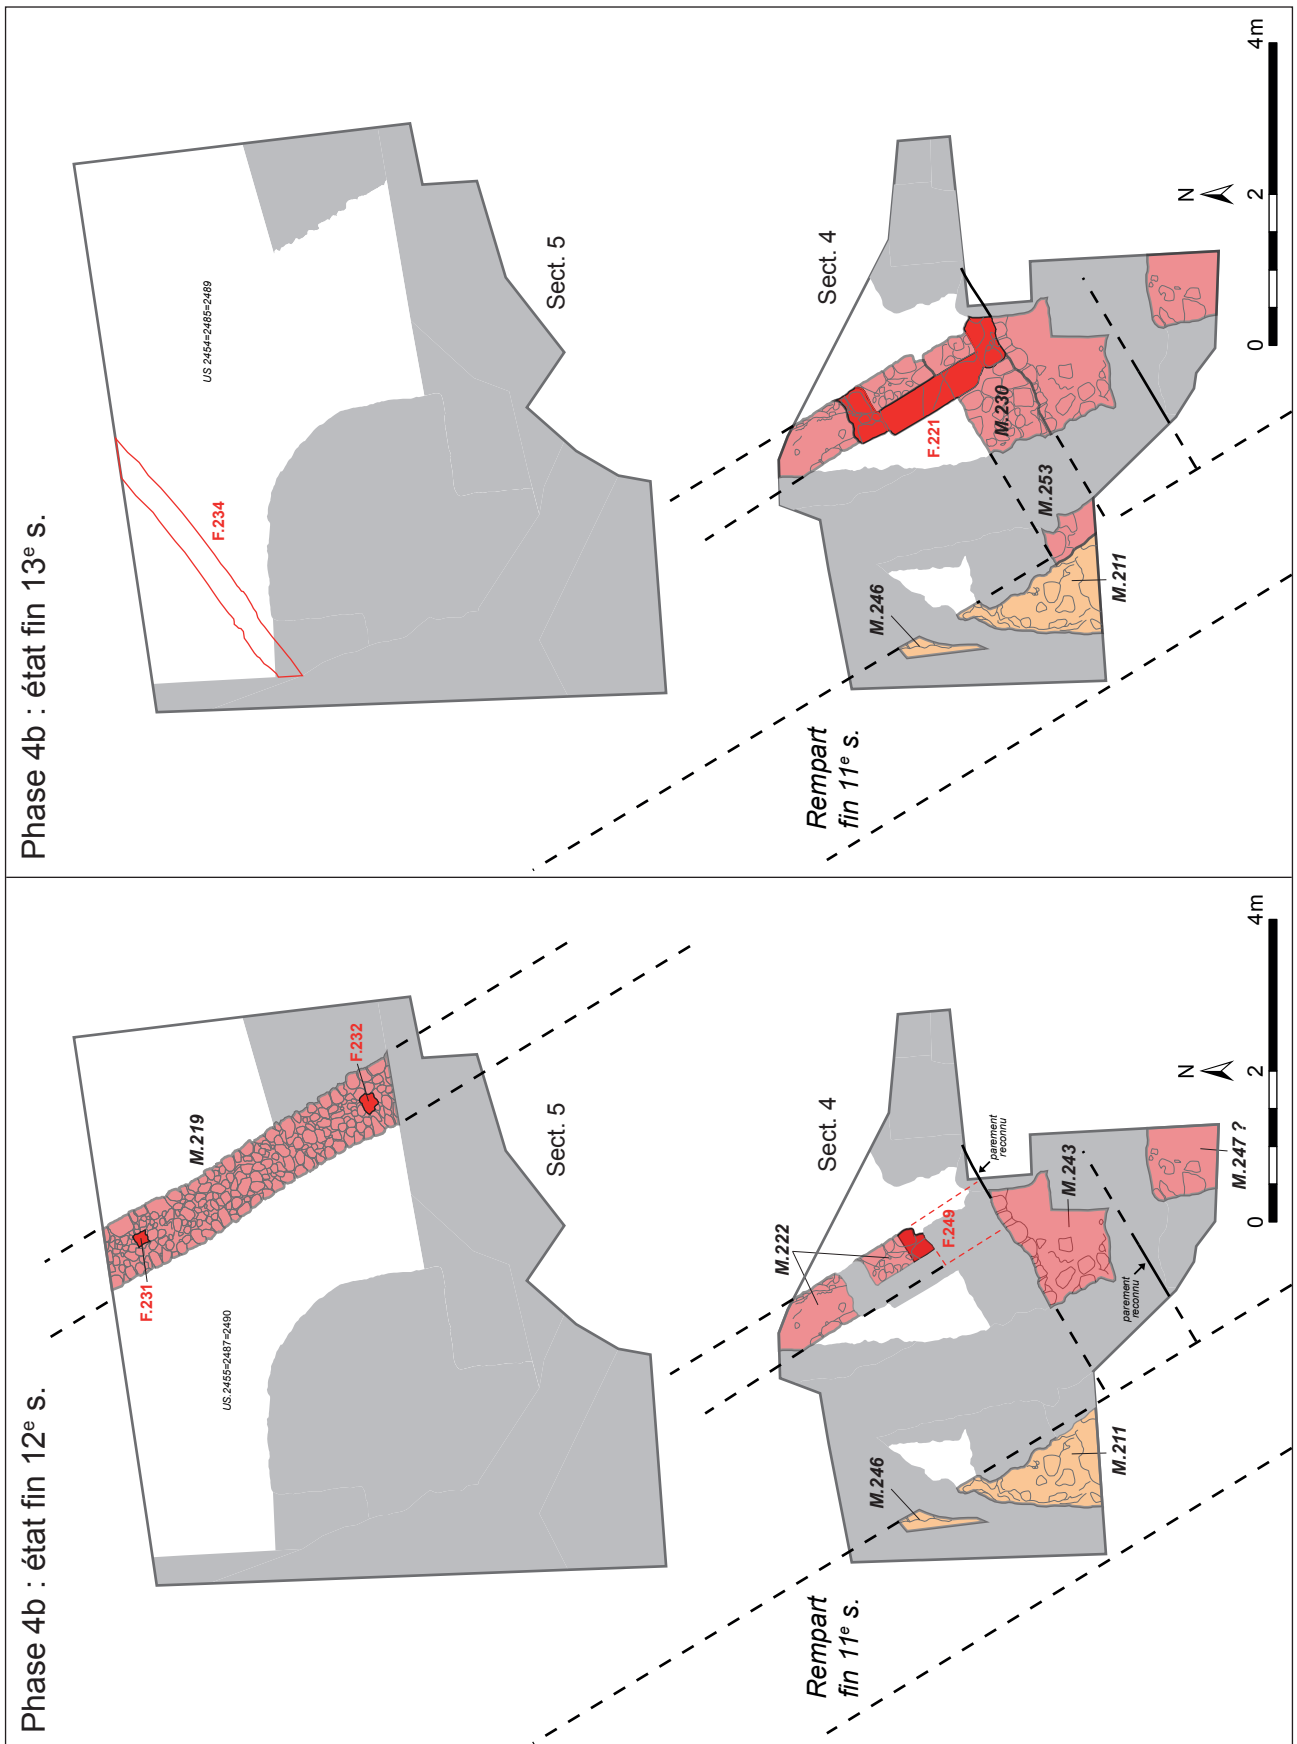 Phase 4b : état fin 12e s.
F.231
M.219
F.232
US.2455=2487=2490
Sect. 5
Rempart
fin 11e s.
M.246
M.211
M.222
F.249
Sect. 4
parement
reconnu
M.243
parement
reconnu
M.247 ?
N
0 2 4m
Phase 4b : état fin 13e s.
F.234
US 2454=2485=2489
Sect. 5
Rempart
fin 11e s.
M.246
M.211
M.253
F.221
M.230
Sect. 4
N
0 2 4m